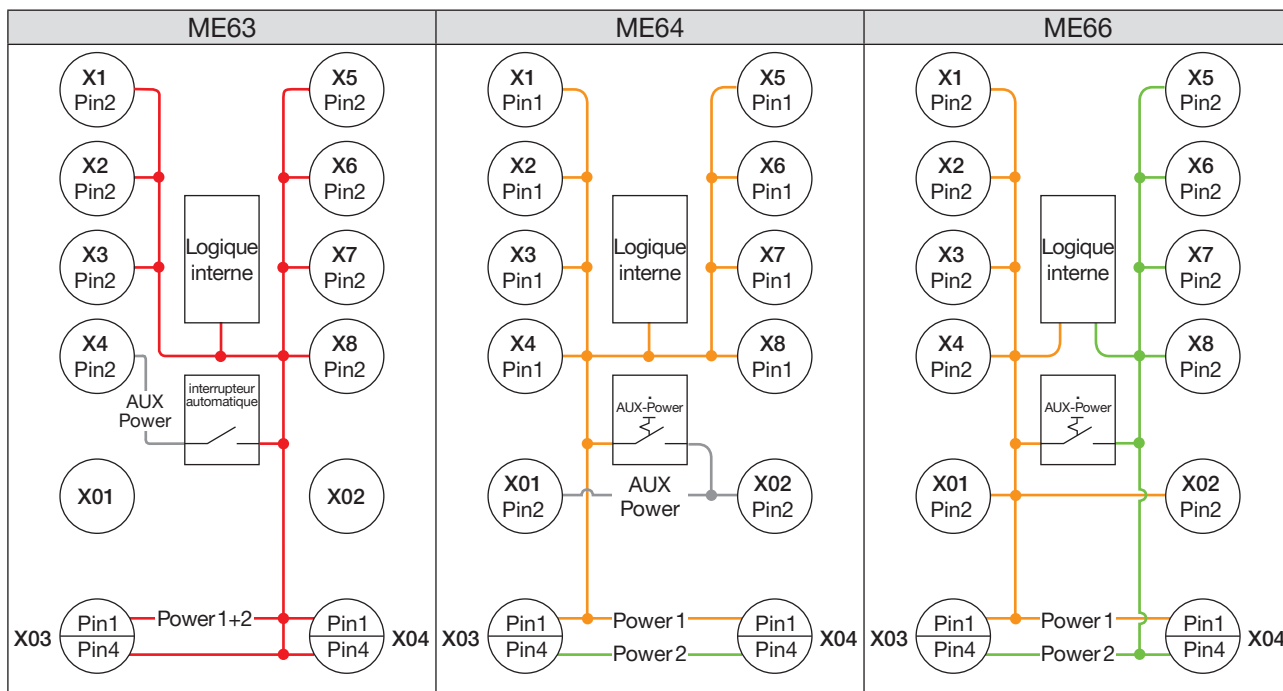 ME63
ME64
ME66
X1
Pin2
X5
Pin2
X2
Pin2
X6
Pin2
X3
Pin2
Logique
interne
X7
Pin2
X4
Pin2
X8
Pin2
AUX
Power
interrupteur
automatique
X01
X02
X03
Pin1
Pin4
Power 1+2
Pin1
Pin4
X04
X1
Pin1
X5
Pin1
X2
Pin1
X6
Pin1
X3
Pin1
Logique
interne
X7
Pin1
X4
Pin1
X8
Pin1
AUX-Power
X01
Pin2
AUX
Power
X02
Pin2
X03
Pin1
Pin4
Power 1
Power 2
Pin1
Pin4
X04
X1
Pin2
X5
Pin2
X2
Pin2
X6
Pin2
X3
Pin2
Logique
interne
X7
Pin2
X4
Pin2
X8
Pin2
AUX-Power
X01
Pin2
X02
Pin2
X03
Pin1
Pin4
Power 1
Power 2
Pin1
Pin4
X04